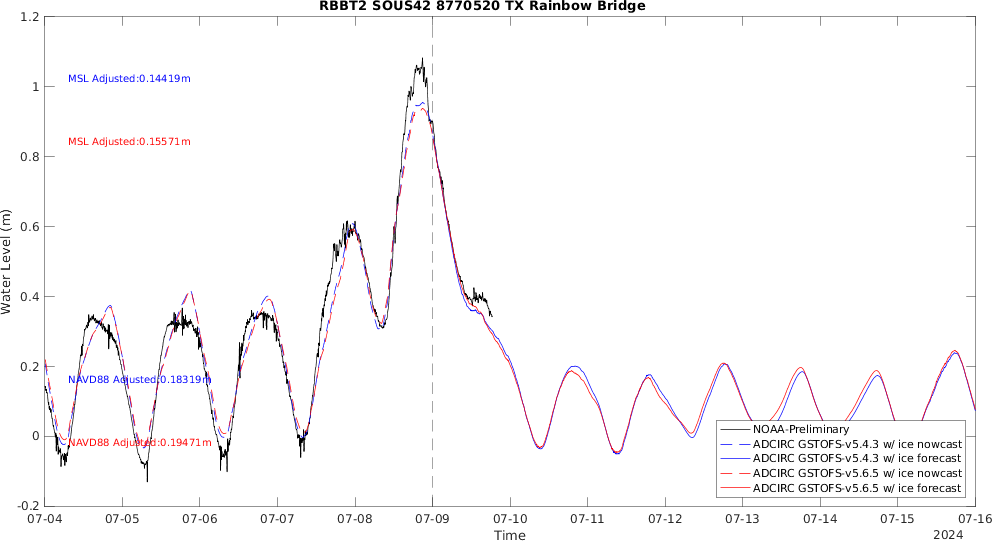 RBBT2 SOUS42 8770520 TX Rainbow Bridge
1.2
1
0.8
0.6
0.4
0.2
0
-0.2
Water Level (m)
MSL Adjusted:0.14419m
MSL Adjusted:0.15571m
NAVD88 Adjusted:0.18319m
NAVD88 Adjusted:0.19471m
NOAA-Preliminary
ADCIRC GSTOFS-v5.4.3 w/ ice nowcast
ADCIRC GSTOFS-v5.4.3 w/ ice forecast
ADCIRC GSTOFS-v5.6.5 w/ ice nowcast
ADCIRC GSTOFS-v5.6.5 w/ ice forecast
07-04 07-05 07-06 07-07 07-08 07-09 07-10 07-11 07-12 07-13 07-14 07-15 07-16
Time
2024